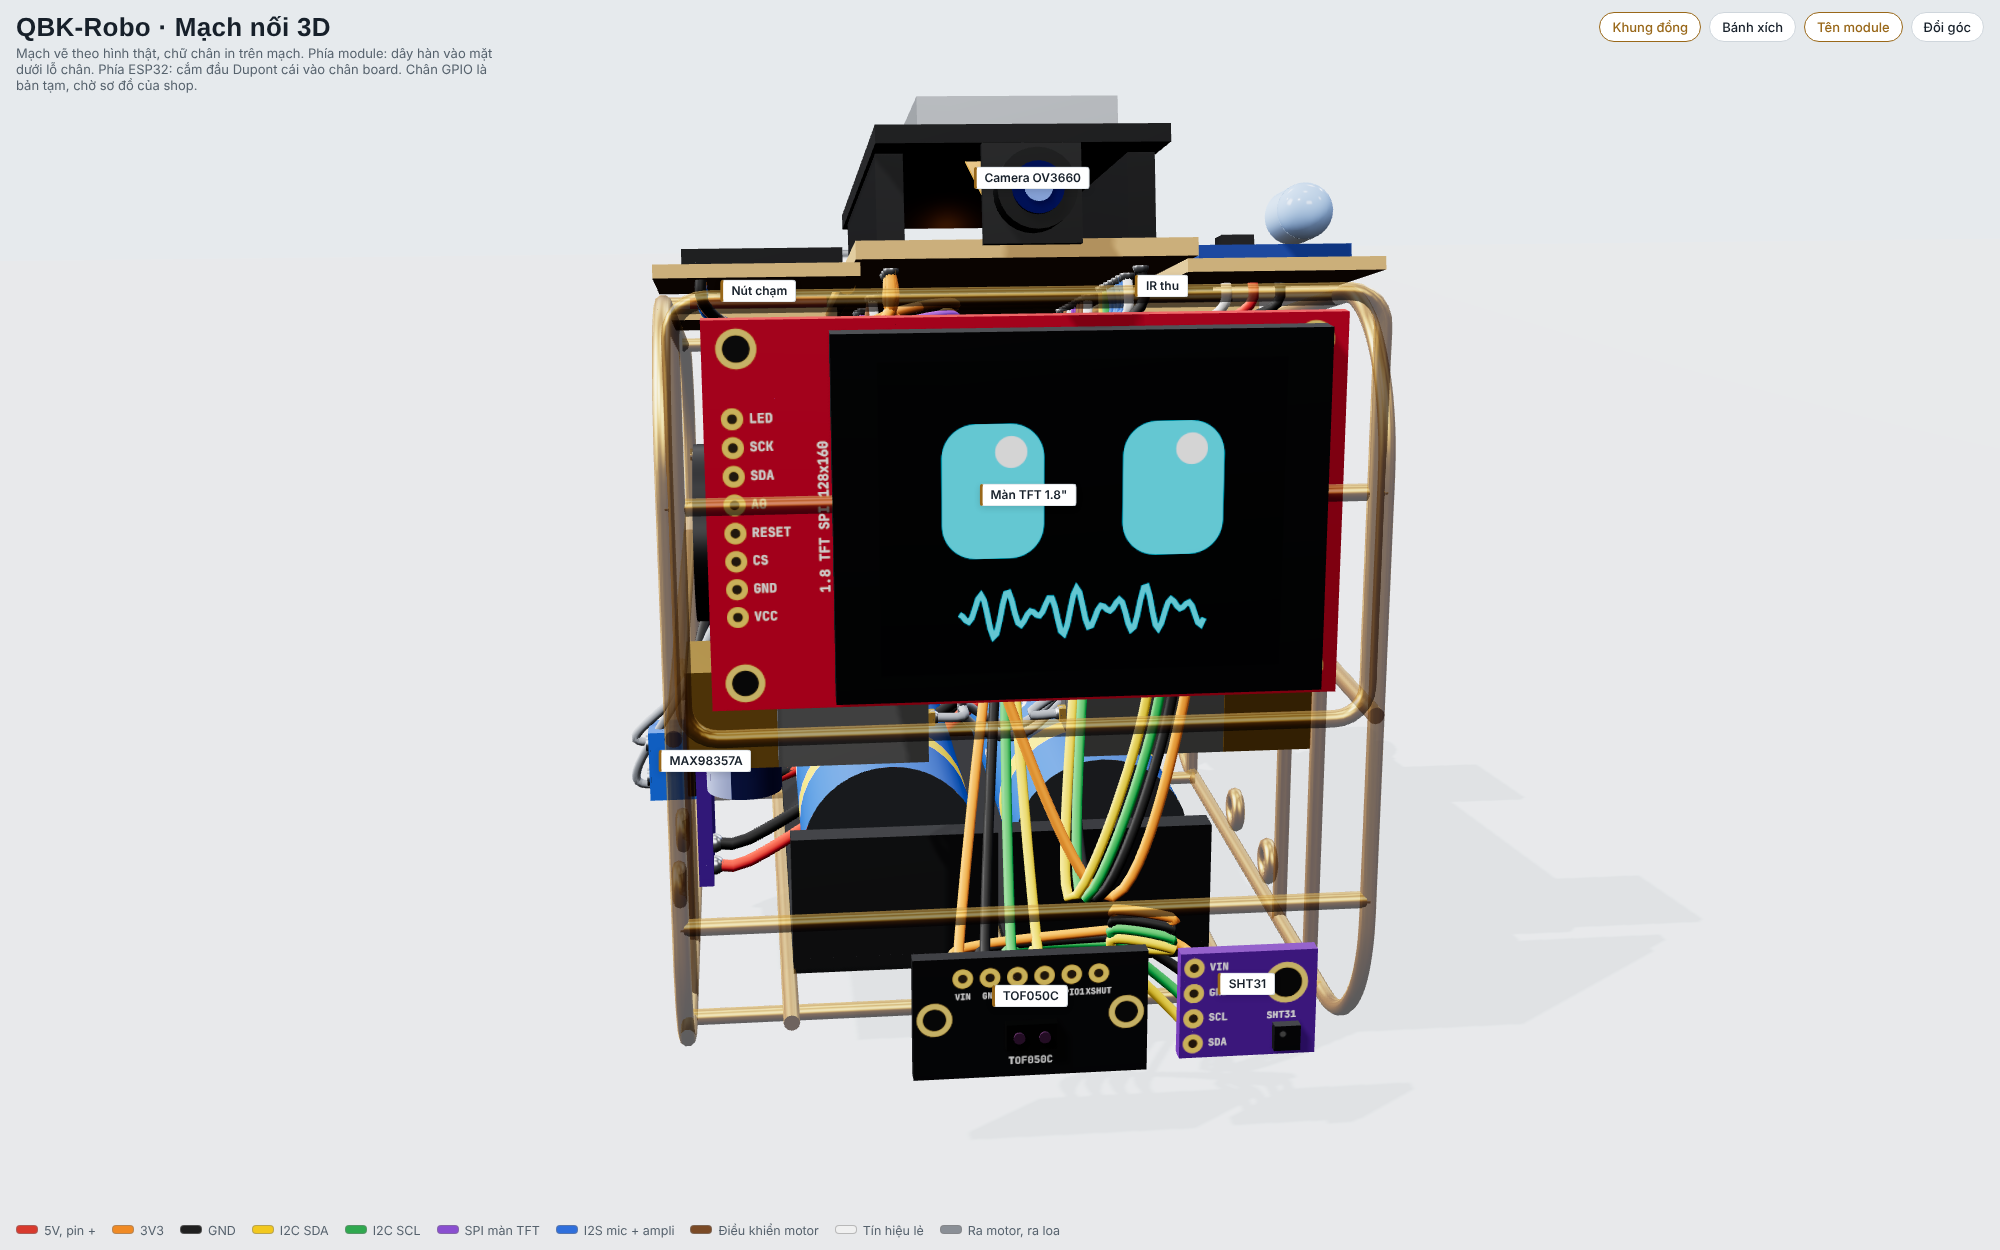 QBK-Robo · Mạch nối 3D
Mạch vẽ theo hình thật, chữ chân in trên mạch. Phía module: dây hàn vào mặt
dưới lỗ chân. Phía ESP32: cắm đầu Dupont cái vào chân board. Chân GPIO là
bản tạm, chờ sơ đồ của shop.
Khung đồng
Bánh xích
Tên module
Đổi góc
Camera OV3660
Nút chạm
IR thu
LED
SCK
SDA
A0
RESET
CS
GND
VCC
1.8 TFT SPI 128x160
Màn TFT 1.8"
MAX98357A
VIN
TOF050C
XSHUT
TOF050C
VIN
SHT31
SCL
SHT31
SDA
5V, pin +
3V3
GND
I2C SDA
I2C SCL
SPI màn TFT
I2S mic + ampli
Điều khiển motor
Tín hiệu lẻ
Ra motor, ra loa